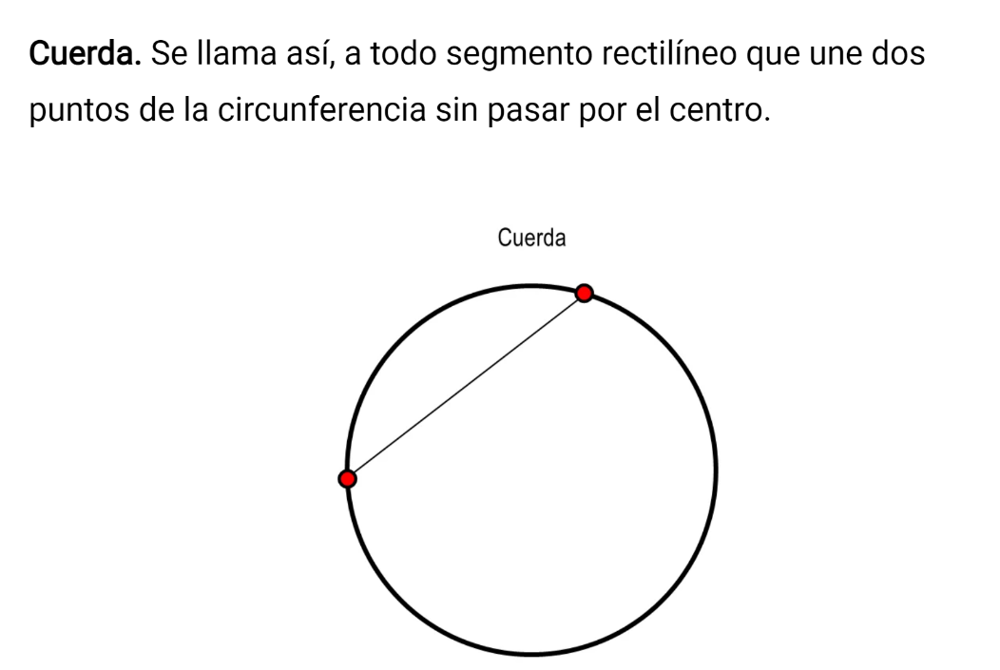 Cuerda. Se llama así, a todo segmento rectilíneo que une dos
puntos de la circunferencia sin pasar por el centro.
Cuerda